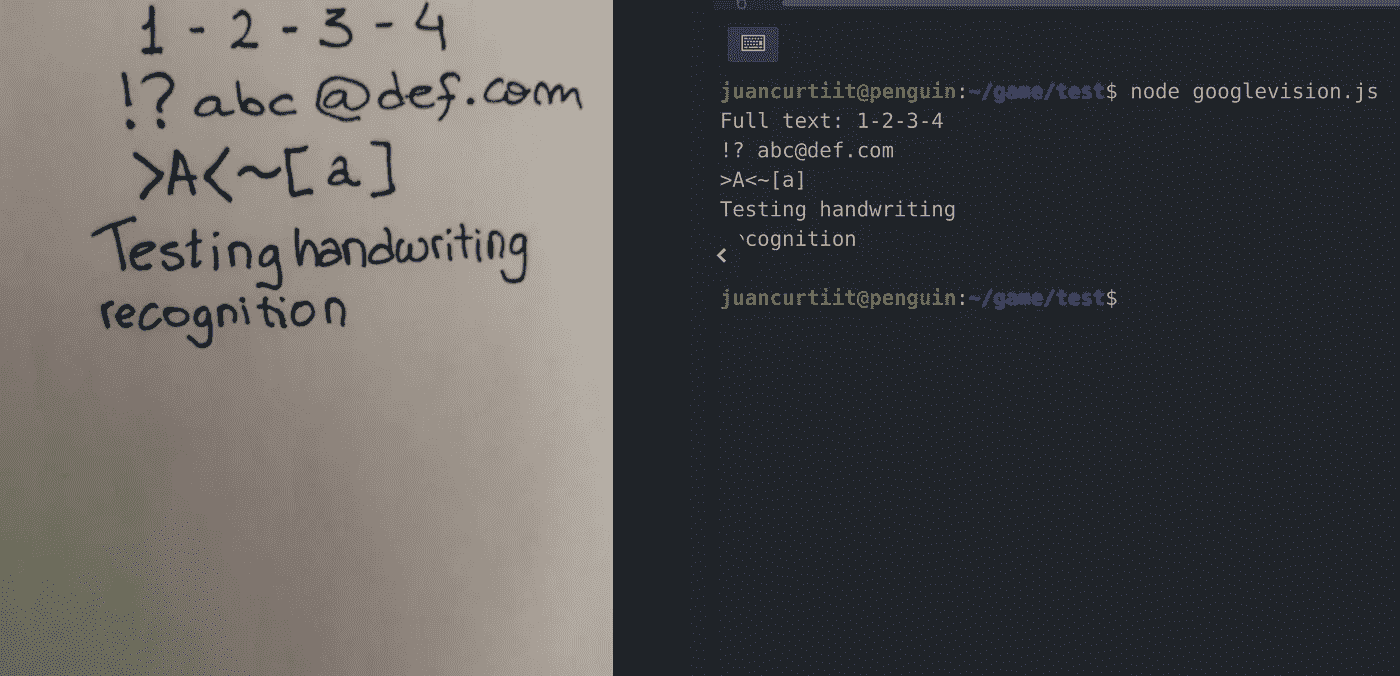 1 - 2 - 3 - 4
!? abc@def.com
>A<~[a]
Testing handwriting
recognition
juancurtiit@penguin:~/game/test$ node googlevision.js
Full text: 1-2-3-4
!? abc@def.com
>A<~[a]
Testing handwriting
cognition
juancurtiit@penguin:~/game/test$